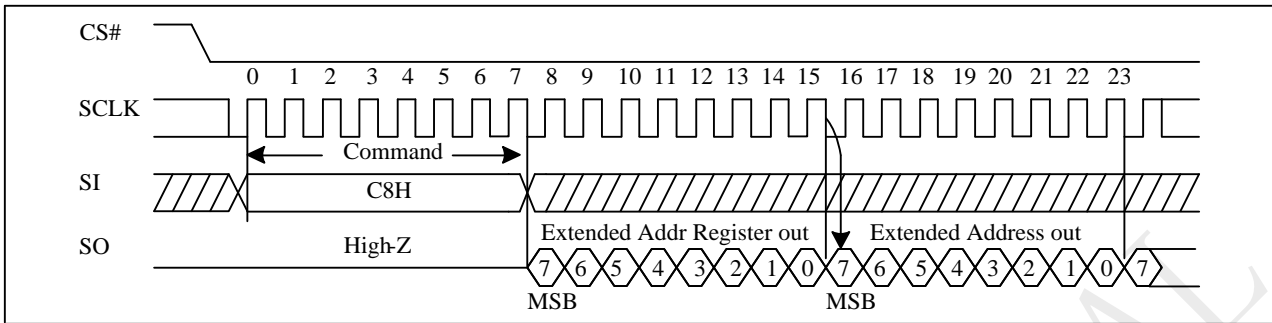 CS#
0 1 2 3 4 5 6 7 8 9 10 11 12 13 14 15 16 17 18 19 20 21 22 23
SCLK
Command
SI
C8H
SO
High-Z
Extended Addr Register out
Extended Address out
7 6 5 4 3 2 1 0 7 6 5 4 3 2 1 0 7
MSB
MSB